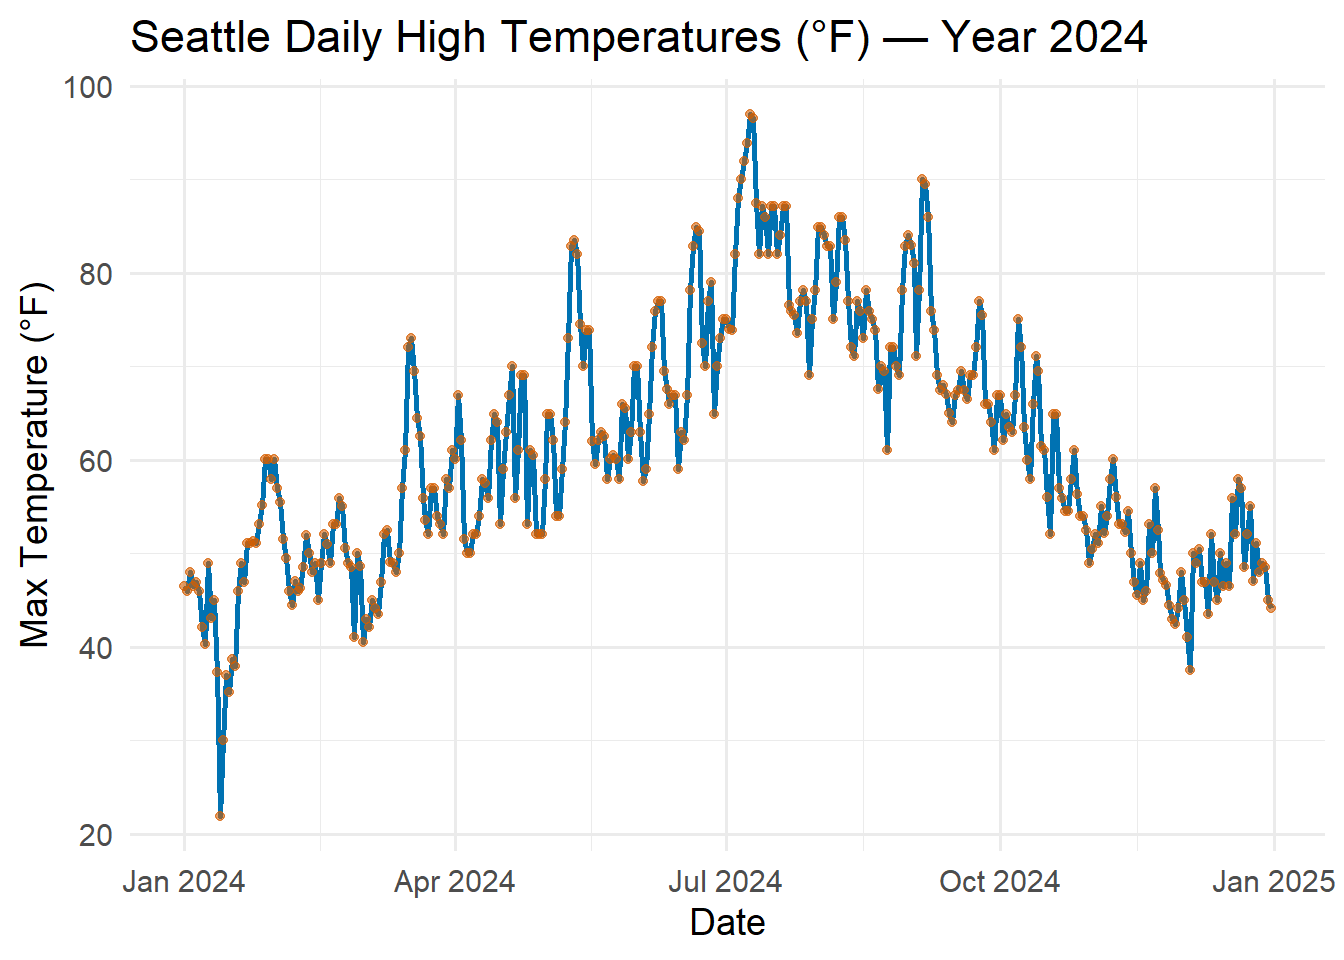 Seattle Daily High Temperatures (°F) — Year 2024
Max Temperature (°F)
100
80
60
40
20
Jan 2024
Apr 2024
Jul 2024
Oct 2024
Jan 2025
Date